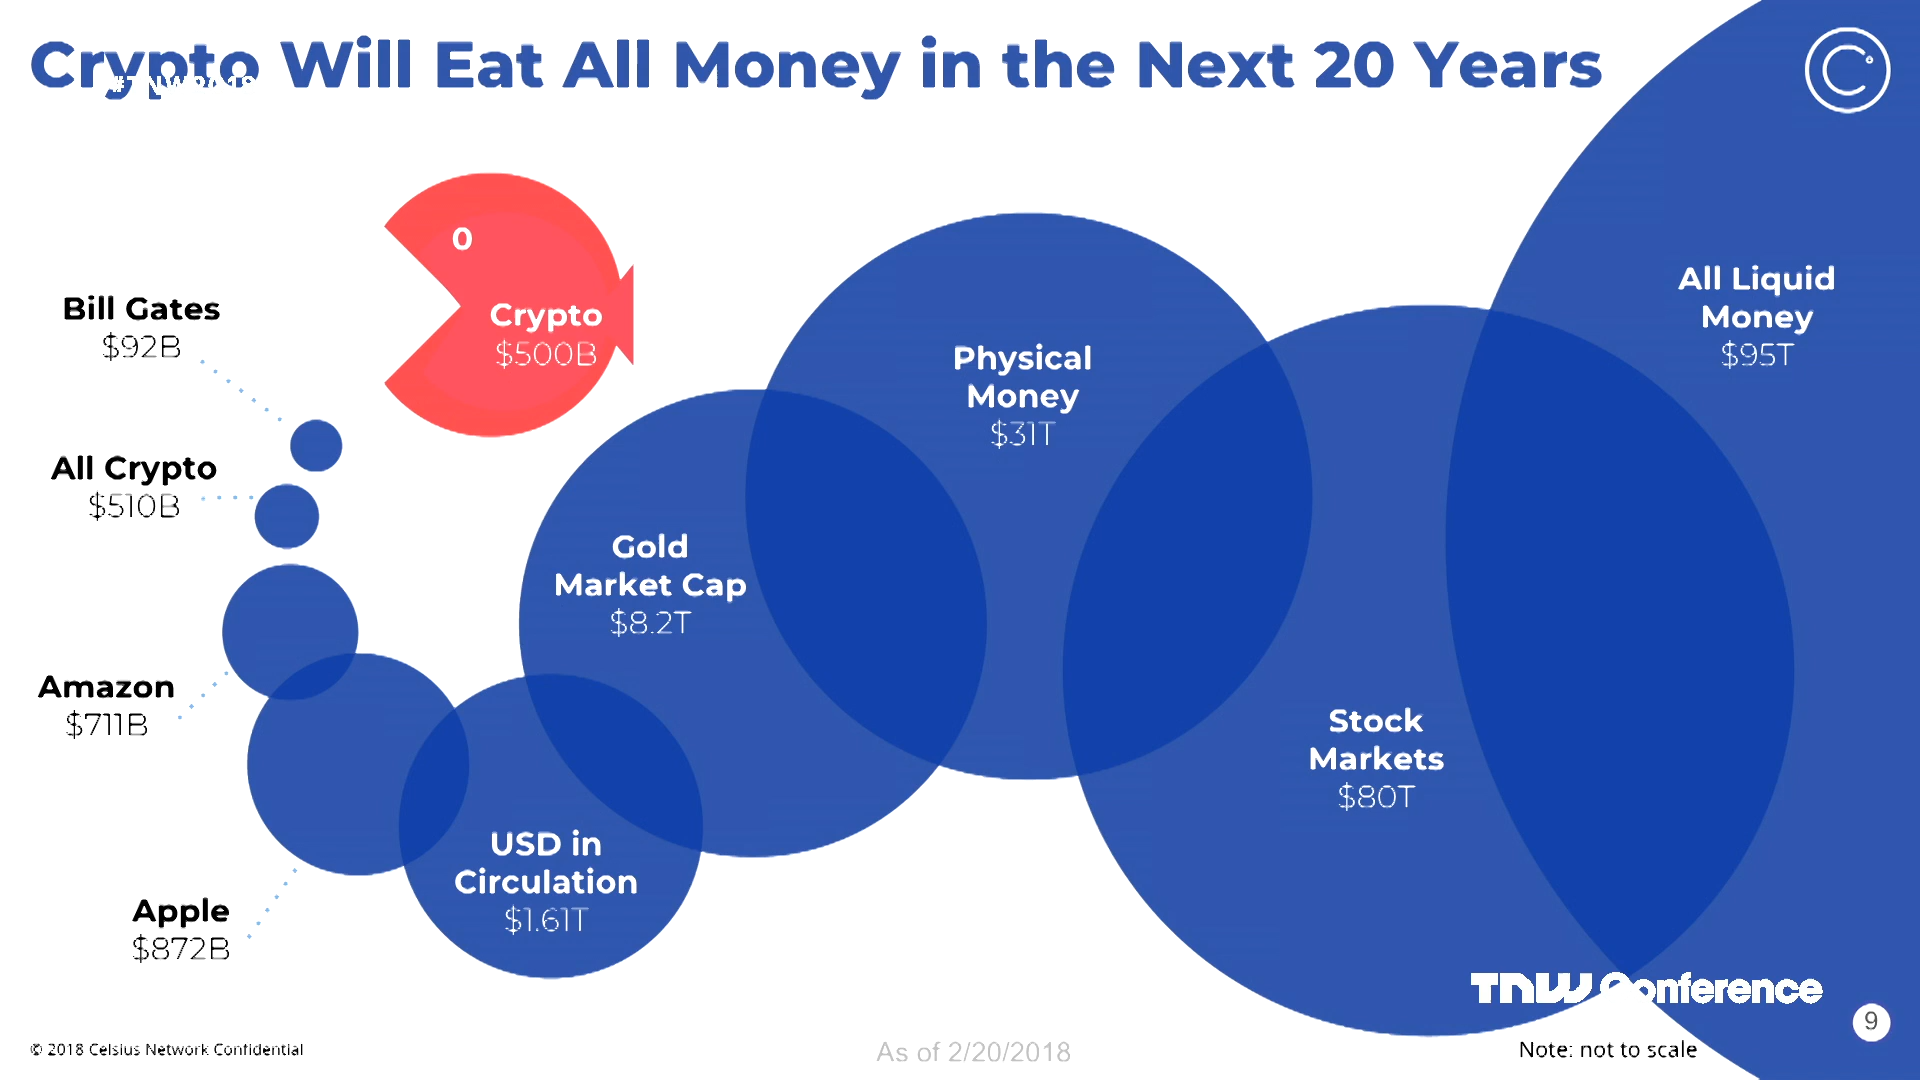 Crypto Will Eat All Money in the Next 20 Years
#TNW2018
0
Crypto
$500B
Bill Gates
$92B
All Crypto
$510B
Amazon
$711B
Apple
$872B
USD in
Circulation
$1.61T
Gold
Market Cap
$8.2T
Physical
Money
$31T
Stock
Markets
$80T
All Liquid
Money
$95T
TNW Conference
9
© 2018 Celsius Network Confidential
As of 2/20/2018
Note: not to scale